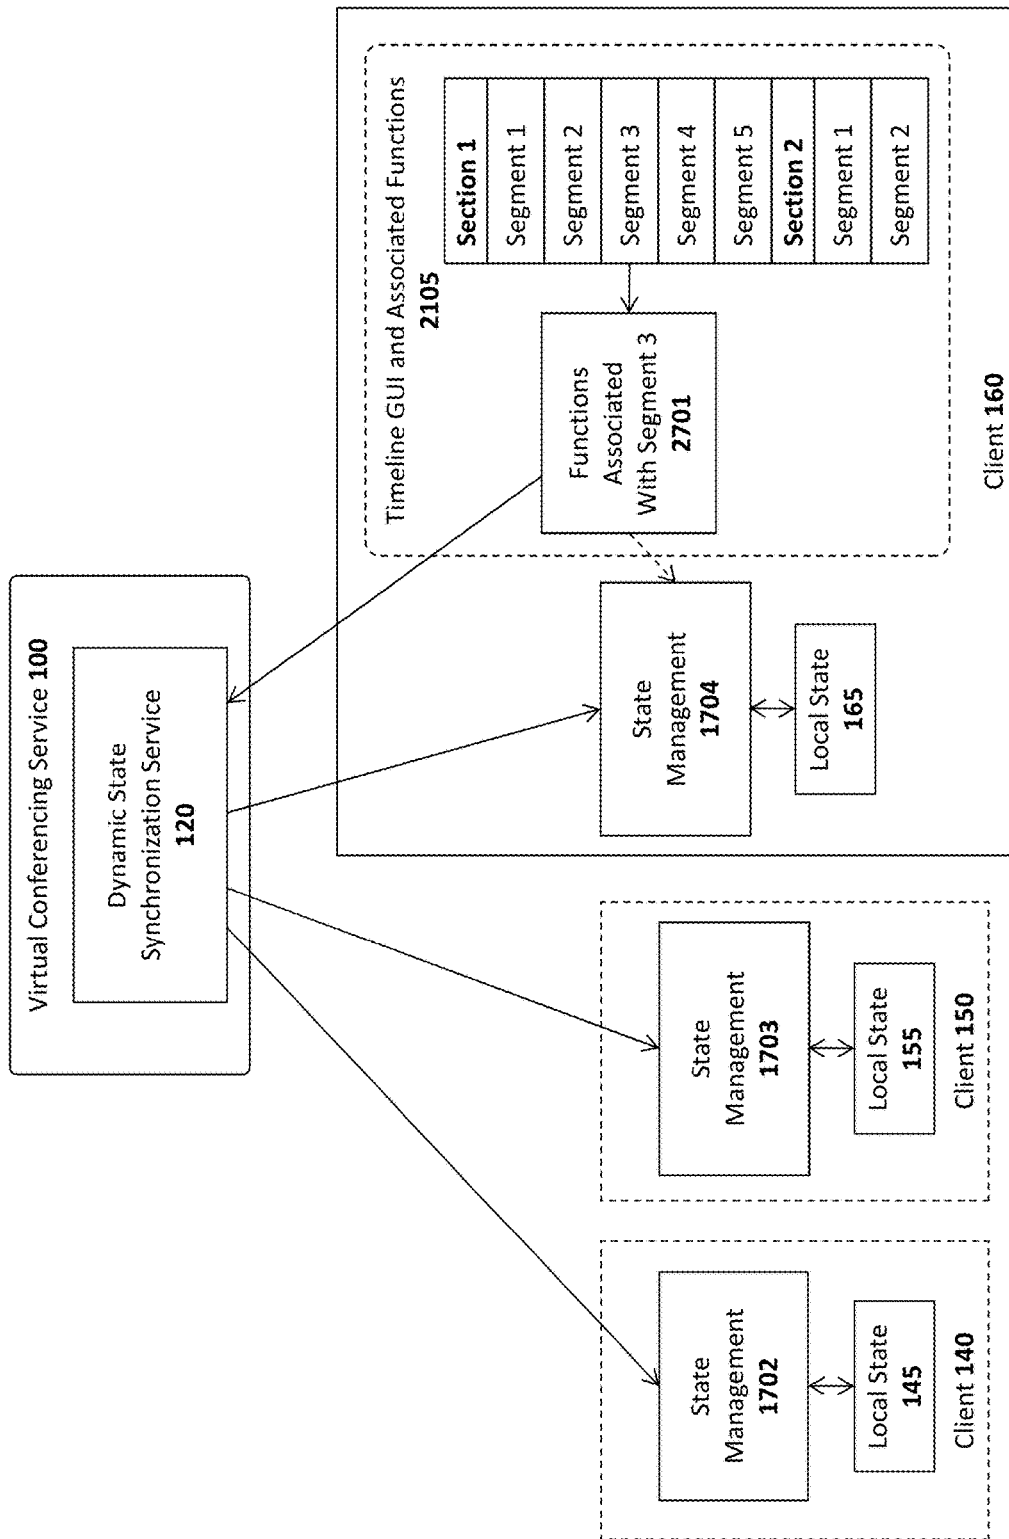 Virtual Conferencing Service 100
Dynamic State
Synchronization Service
120
Timeline GUI and Associated Functions
2105
Section 1
Segment 1
Segment 2
Segment 3
Segment 4
Segment 5
Section 2
Segment 1
Segment 2
Functions
Associated
With Segment 3
2701
State
Management
1702
Local State
145
Client 140
State
Management
1703
Local State
155
Client 150
State
Management
1704
Local State
165
Client 160